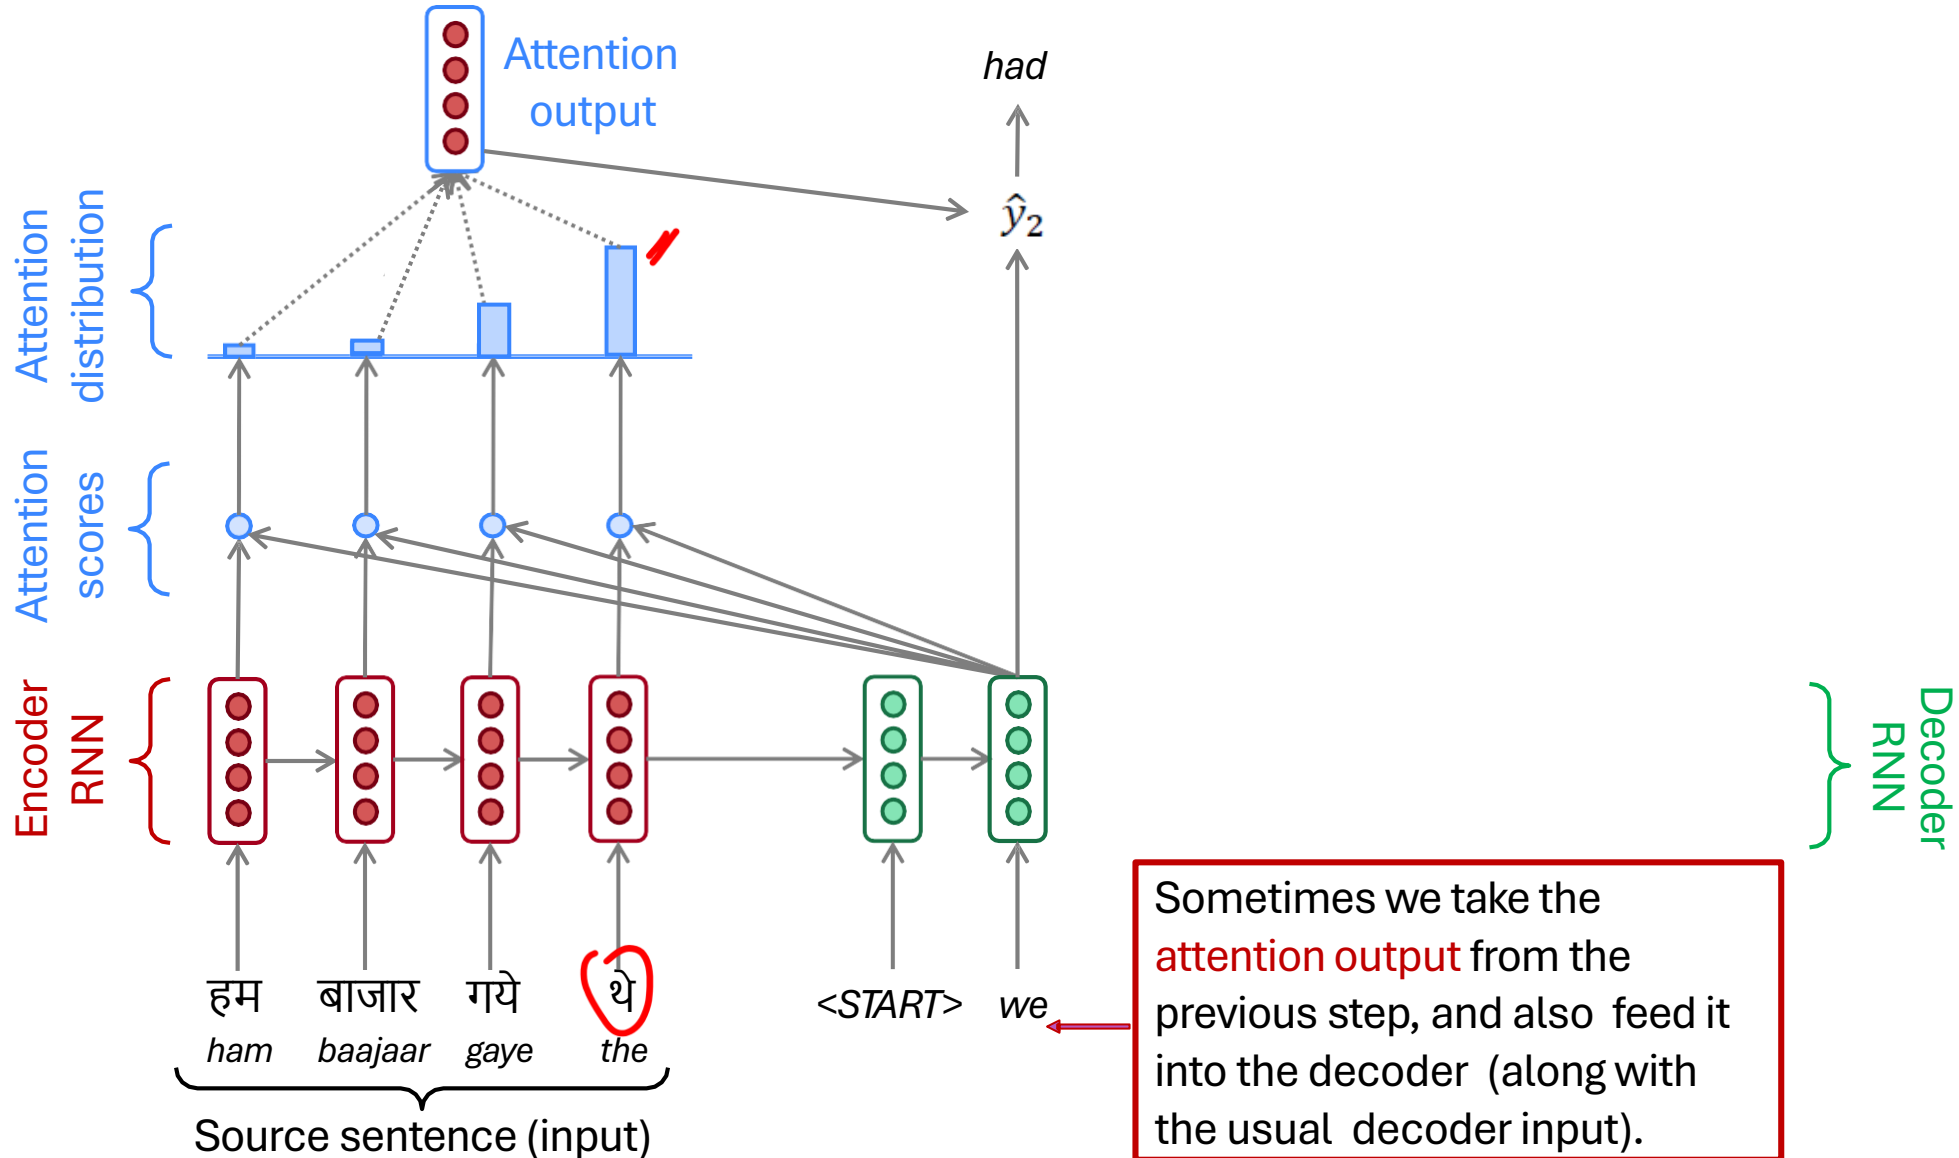 Attention
output
had
ŷ₂
Attention
distribution
Attention
scores
Encoder
RNN
Decoder
RNN
हम बाजार गये थे
ham baajaar gaye the
Source sentence (input)
<START> we
Sometimes we take the
attention output from the
previous step, and also feed it
into the decoder (along with
the usual decoder input).